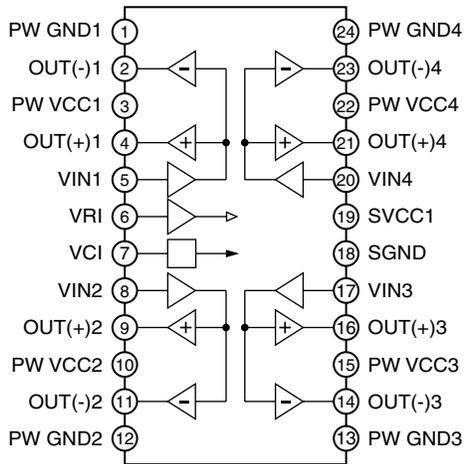 PW GND1 1 24 PW GND4
OUT(-)1 2 - - 23 OUT(-)4
PW VCC1 3 22 PW VCC4
OUT(+)1 4 + + 21 OUT(+)4
VIN1 5 20 VIN4
VRI 6 19 SVCC1
VCI 7 18 SGND
VIN2 8 17 VIN3
OUT(+)2 9 + + 16 OUT(+)3
PW VCC2 10 15 PW VCC3
OUT(-)2 11 - - 14 OUT(-)3
PW GND2 12 13 PW GND3